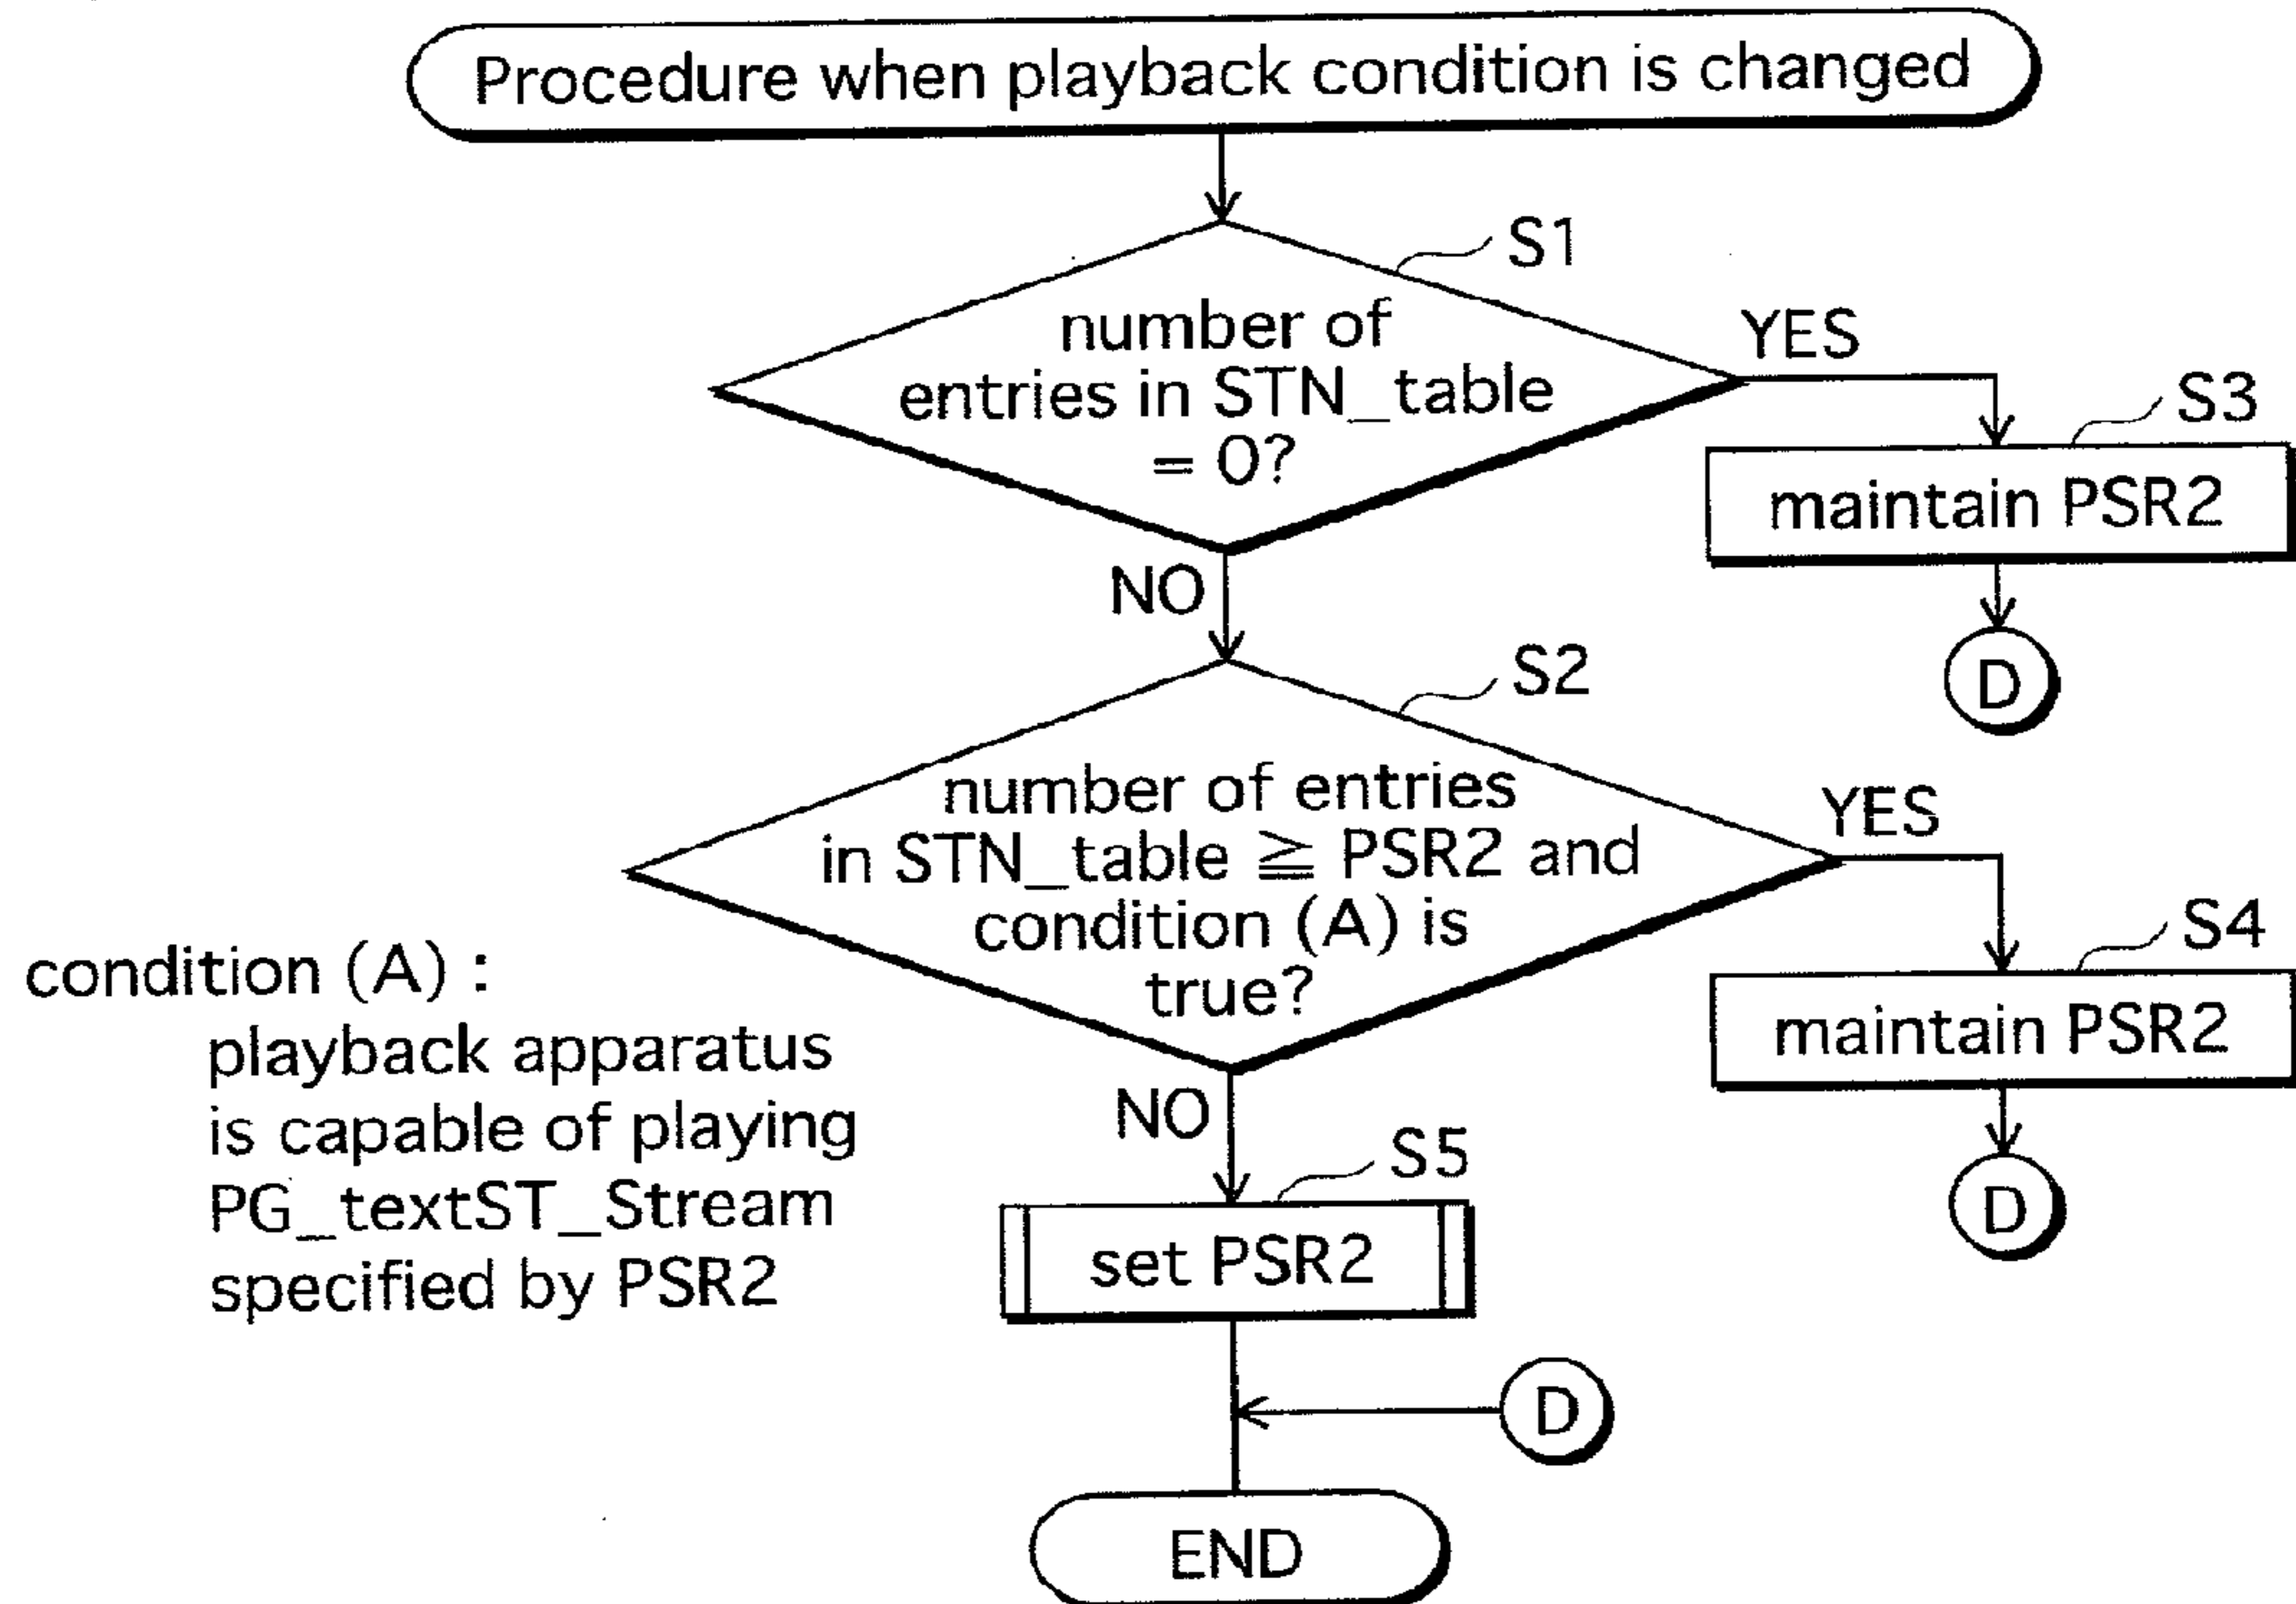 Procedure when playback condition is changed
S1
number of
entries in STN_table
= 0?
YES
S3
maintain PSR2
D
NO
S2
number of entries
in STN_table ≧ PSR2 and
condition (A) is
true?
YES
S4
maintain PSR2
D
condition (A) :
playback apparatus
is capable of playing
PG_textST_Stream
specified by PSR2
NO
S5
set PSR2
D
END